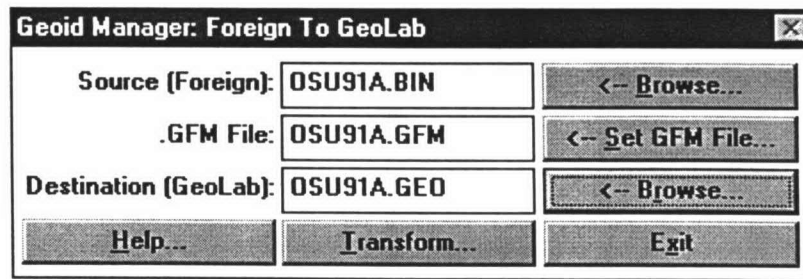 Geoid Manager: Foreign To GeoLab
Source (Foreign): OSU91A.BIN <-- Browse...
.GFM File: OSU91A.GFM <-- Set GFM File...
Destination (GeoLab): OSU91A.GEO <-- Browse...
Help... Transform... Exit